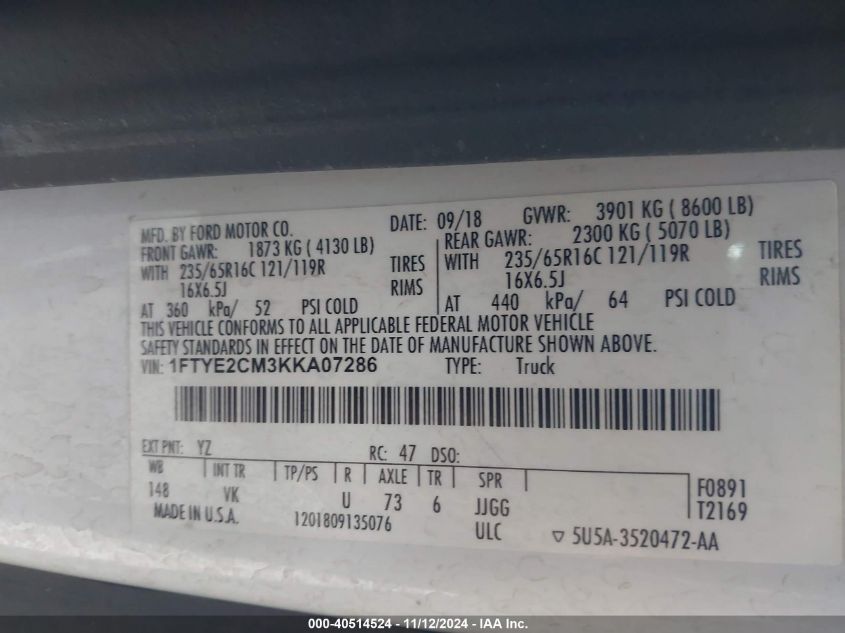 MFD. BY FORD MOTOR CO. DATE: 09/18 GVWR: 3901 KG ( 8600 LB)
FRONT GAWR: 1873 KG ( 4130 LB) REAR GAWR: 2300 KG ( 5070 LB)
WITH 235/65R16C 121/119R TIRES WITH 235/65R16C 121/119R TIRES
16X6.5J RIMS 16X6.5J RIMS
AT 360 kPa/ 52 PSI COLD AT 440 kPa/ 64 PSI COLD
THIS VEHICLE CONFORMS TO ALL APPLICABLE FEDERAL MOTOR VEHICLE
SAFETY STANDARDS IN EFFECT ON THE DATE OF MANUFACTURE SHOWN ABOVE.
VIN: 1FTYE2CM3KKA07286 TYPE: Truck
EXT PNT: YZ RC: 47 DSO:
WB INT TR TP/PS R AXLE TR SPR F0891
148 VK U 73 6 JJGG T2169
MADE IN U.S.A. 1201809135076 ULC ▽ 5U5A-3520472-AA
000-40514524 - 11/12/2024 - IAA Inc.